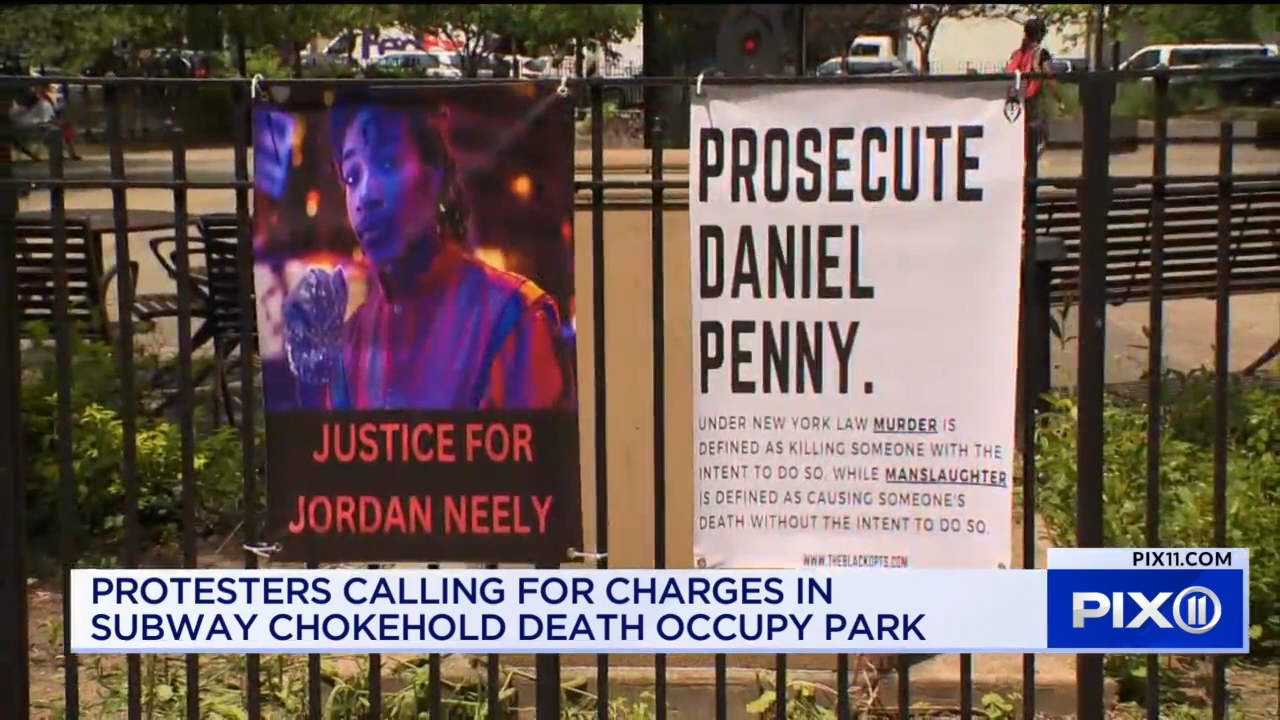 FedEx
JUSTICE FOR
JORDAN NEELY
PROSECUTE
DANIEL
PENNY.
UNDER NEW YORK LAW MURDER IS
DEFINED AS KILLING SOMEONE WITH THE
INTENT TO DO SO, WHILE MANSLAUGHTER
IS DEFINED AS CAUSING SOMEONE'S
DEATH WITHOUT THE INTENT TO DO SO.
WWW.THEBLACKOPTS.COM
PROTESTERS CALLING FOR CHARGES IN
SUBWAY CHOKEHOLD DEATH OCCUPY PARK
PIX11.COM
PIX11